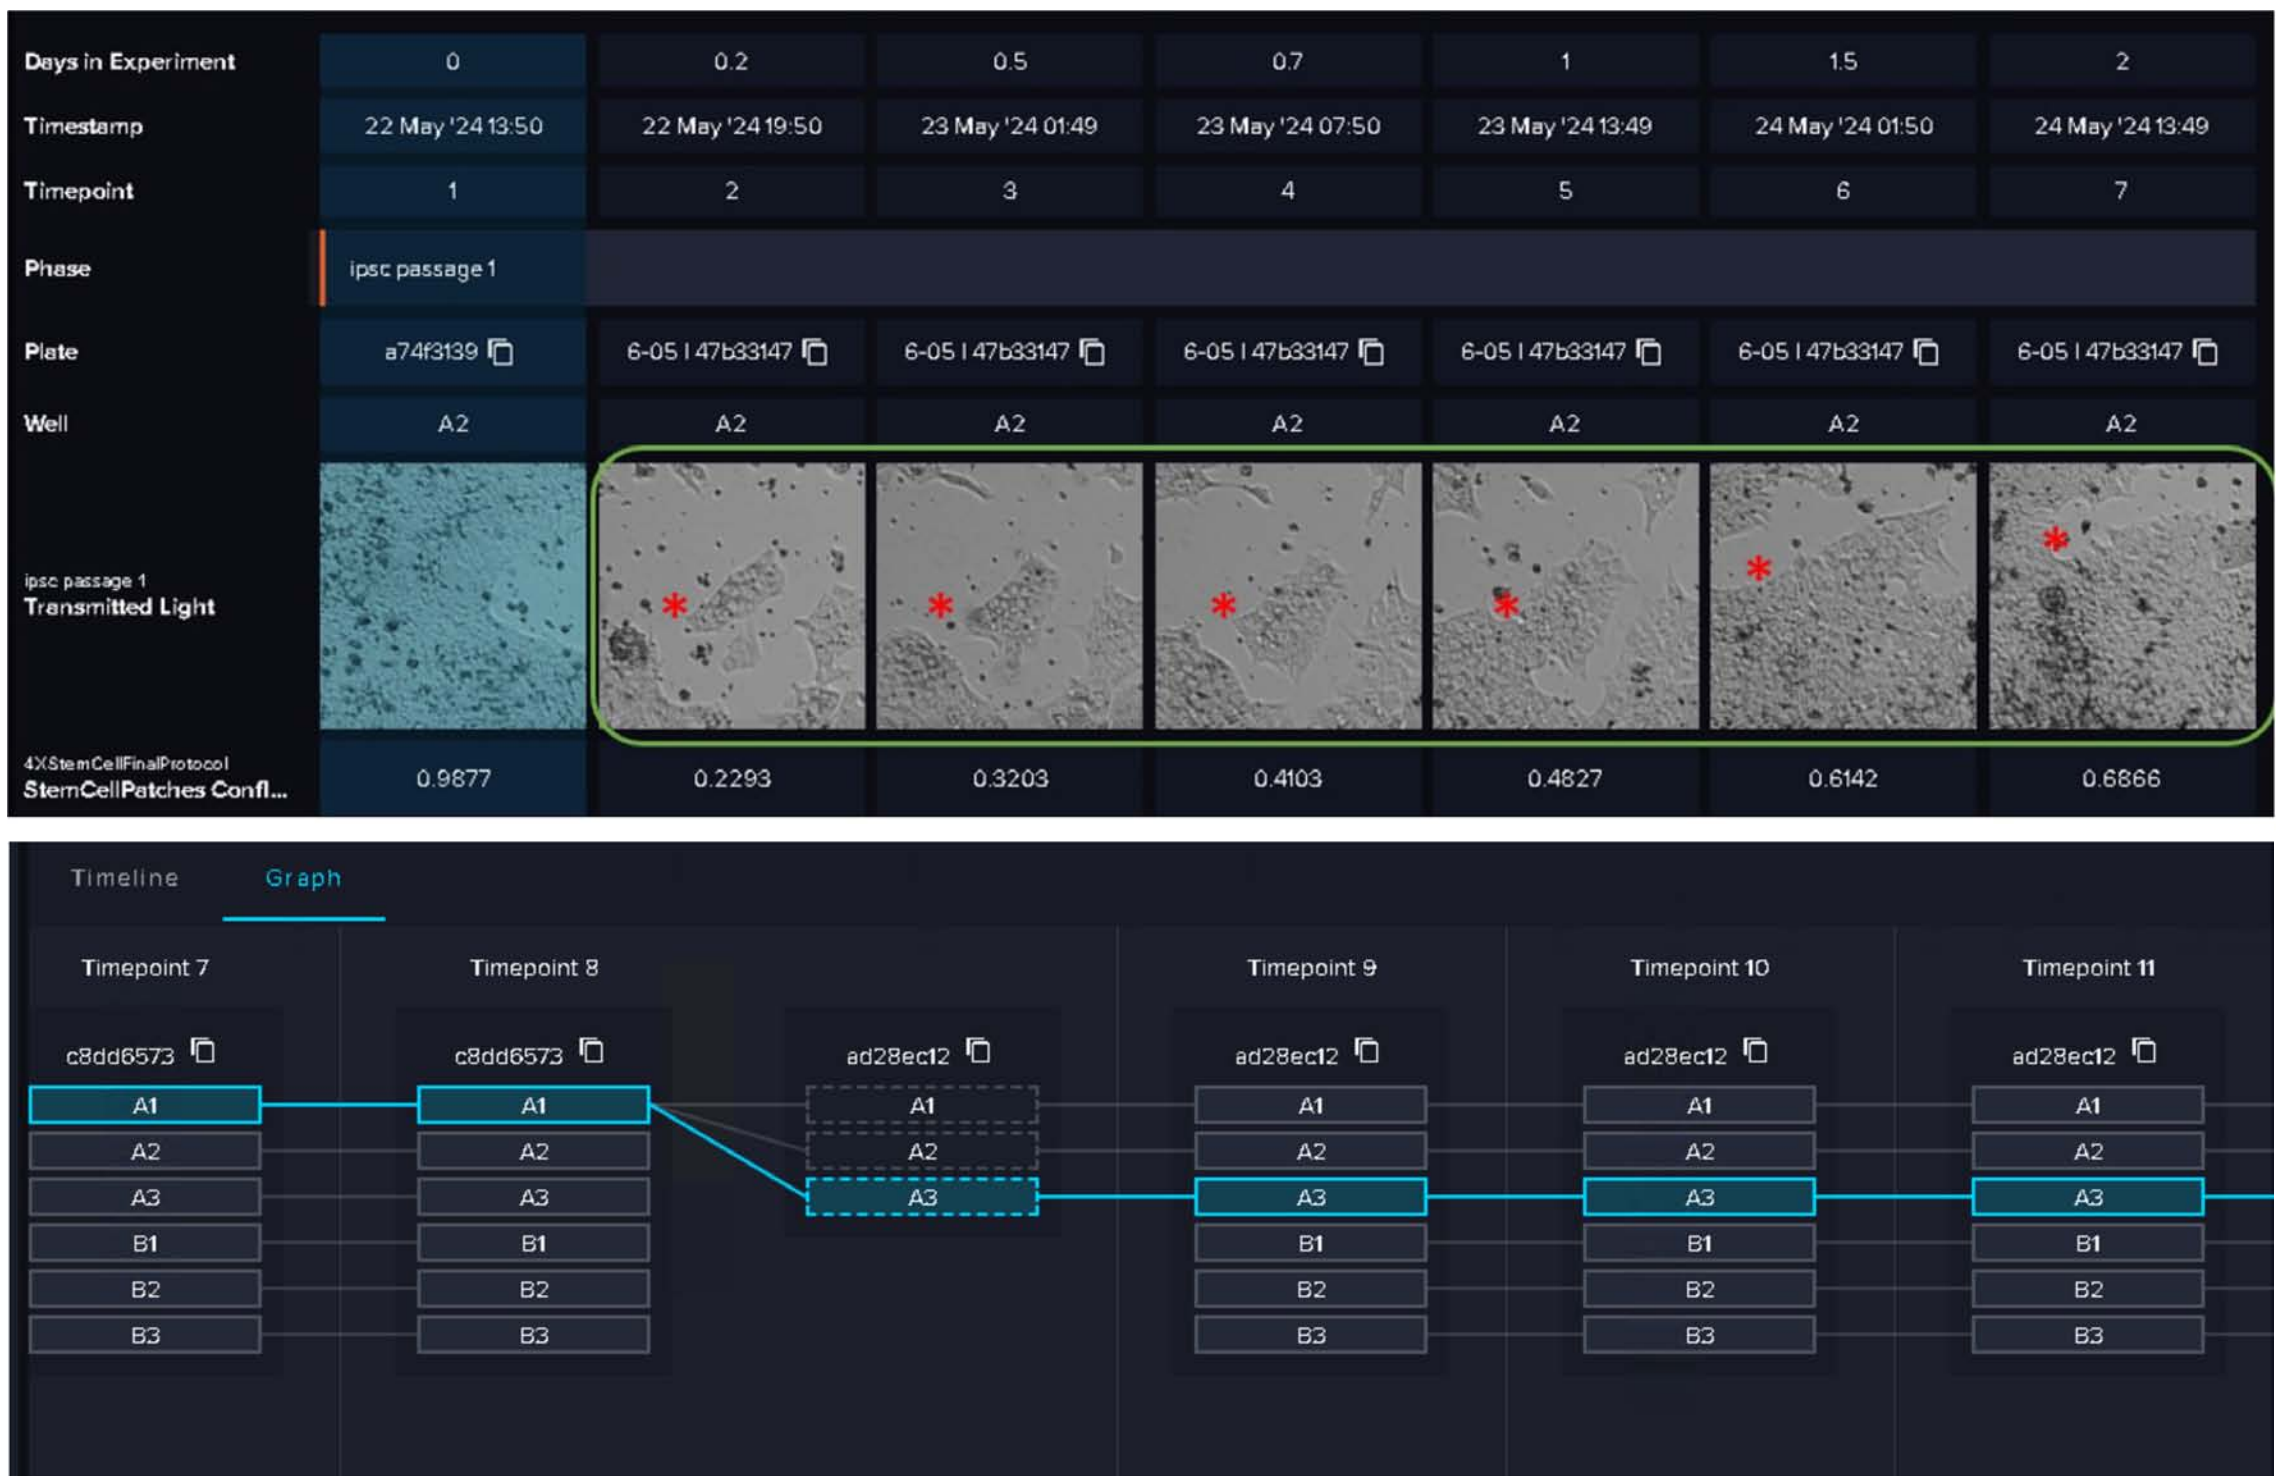 Days in Experiment 0 0.2 0.5 0.7 1 1.5 2
Timestamp 22 May '24 13:50 22 May '24 19:50 23 May '24 01:49 23 May '24 07:50 23 May '24 13:49 24 May '24 01:50 24 May '24 13:49
Timepoint 1 2 3 4 5 6 7
Phase ipsc passage 1
Plate a74f3139 6-05 | 47b33147 6-05 | 47b33147 6-05 | 47b33147 6-05 | 47b33147 6-05 | 47b33147 6-05 | 47b33147
Well A2 A2 A2 A2 A2 A2 A2
* * * * * *
ipsc passage 1
Transmitted Light
4XStemCellFinalProtocol
StemCellPatches Confl... 0.9877 0.2293 0.3203 0.4103 0.4827 0.6142 0.6866
Timeline Graph
Timepoint 7 Timepoint 8 Timepoint 9 Timepoint 10 Timepoint 11
c8dd6573 c8dd6573 ad28ec12 ad28ec12 ad28ec12 ad28ec12
A1 A1 A1 A1 A1 A1
A2 A2 A2 A2 A2 A2
A3 A3 A3 A3 A3 A3
B1 B1 B1 B1 B1
B2 B2 B2 B2 B2
B3 B3 B3 B3 B3